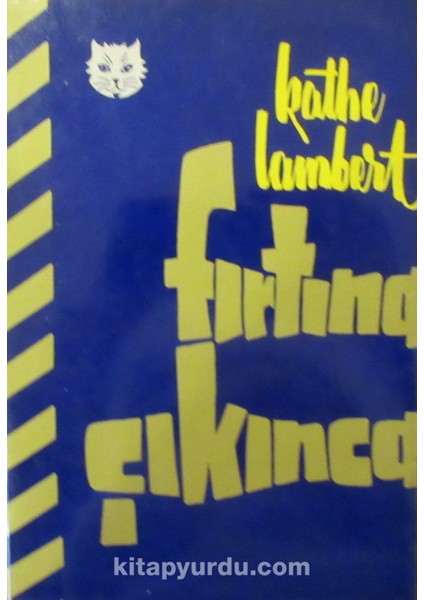 kathe
lambert
fırtına
çıkınca
kitapyurdu.com